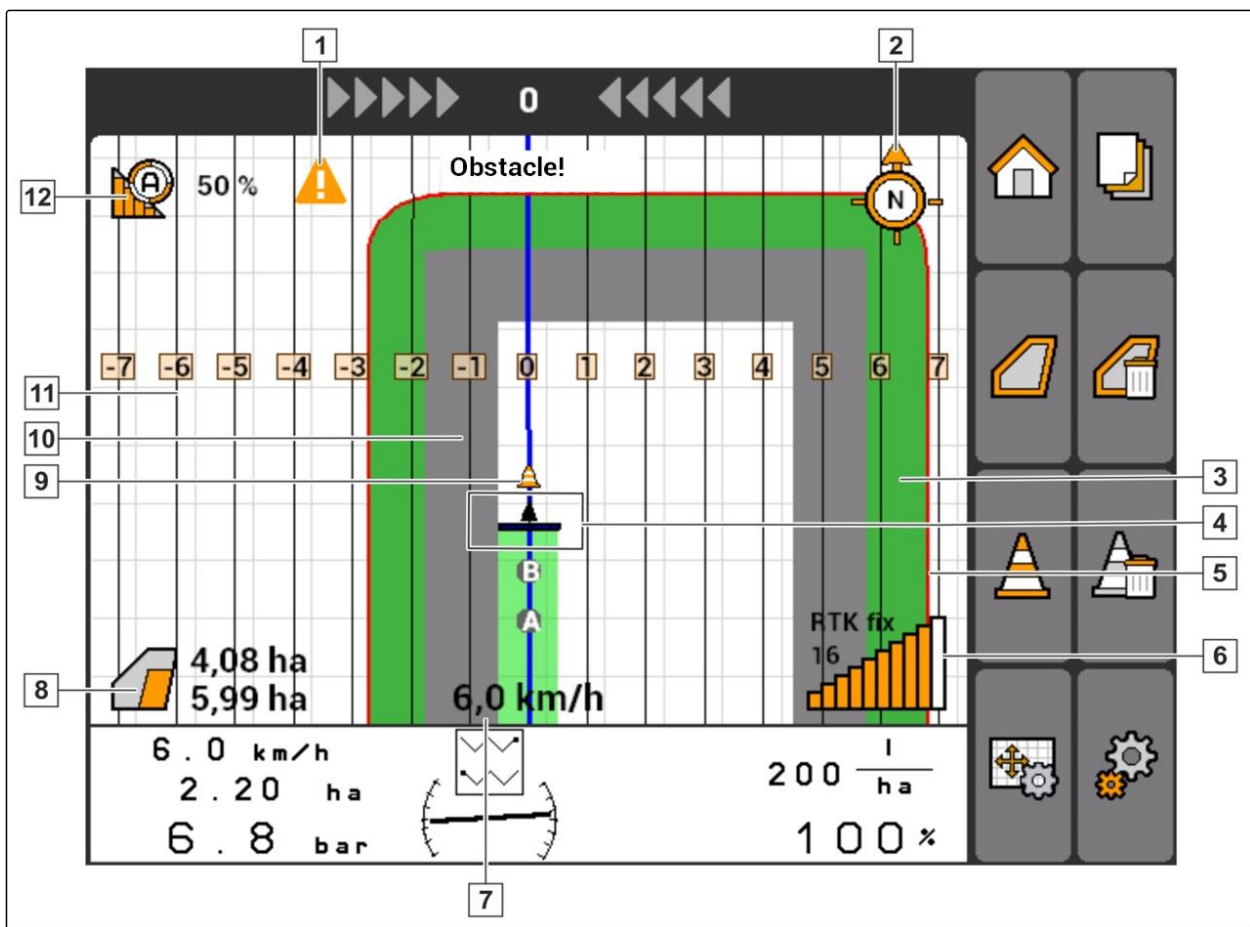 1
2
0
Obstacle!
A
50 %
N
12
-7 -6 -5 -4 -3 -2 -1 0 1 2 3 4 5 6 7
11
10
9
3
4
B
5
A
RTK fix
16
6
4,08 ha
8
5,99 ha
6,0 km/h
6.0 km/h
2.20 ha
200 l/ha
6.8 bar
100 %
7